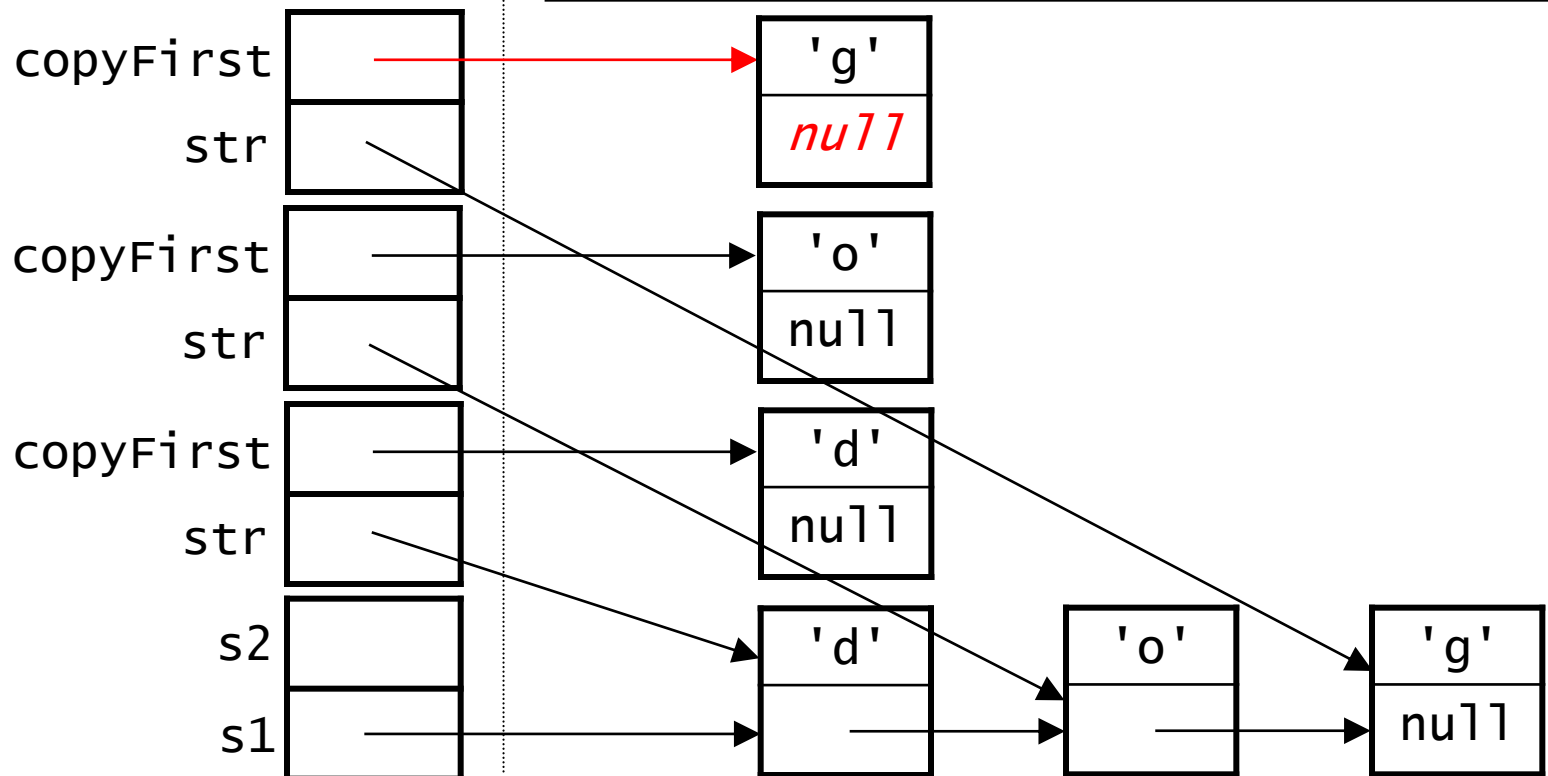 copyFirst 'g'
str null
copyFirst 'o'
str null
copyFirst 'd'
str null
s2 'd' 'o' 'g'
s1 null